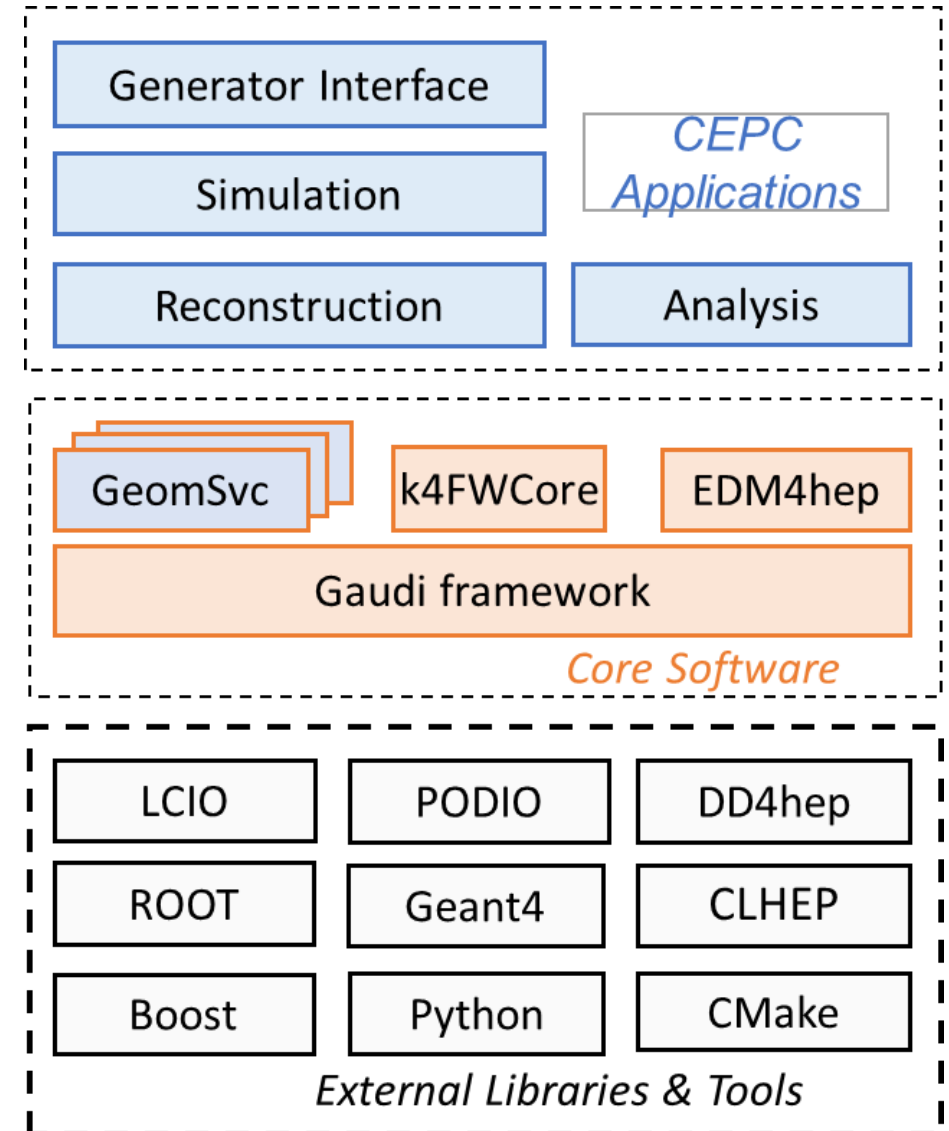 Generator Interface
CEPC
Applications
Simulation
Reconstruction
Analysis
GeomSvc
k4FWCore
EDM4hep
Gaudi framework
Core Software
LCIO
PODIO
DD4hep
ROOT
Geant4
CLHEP
Boost
Python
CMake
External Libraries & Tools